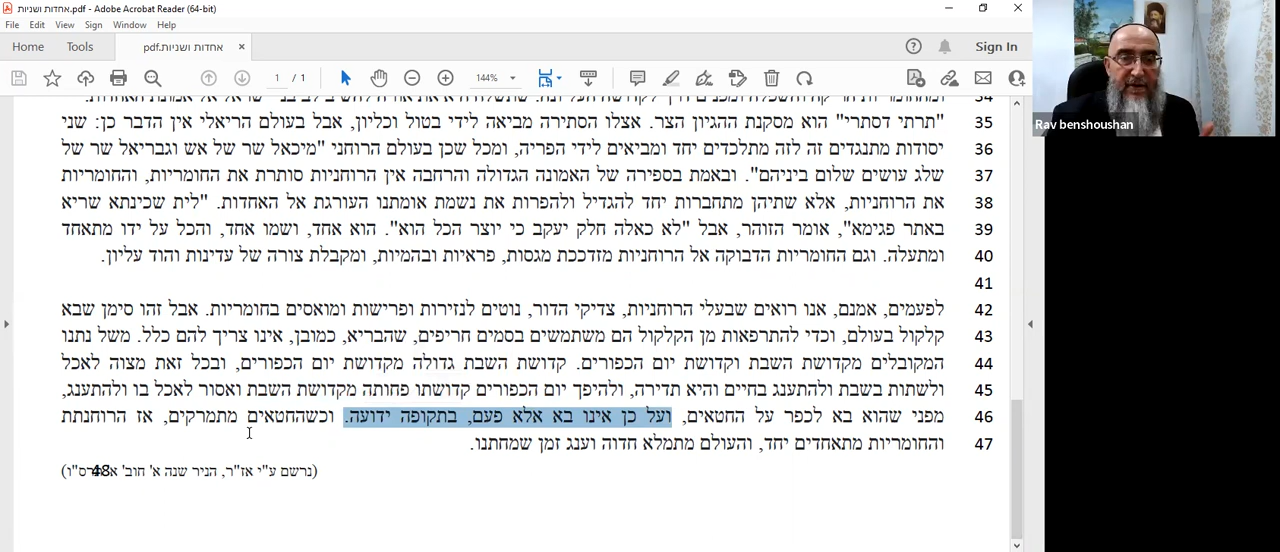 אחדות ושניות.pdf - Adobe Acrobat Reader (64-bit)
File Edit View Sign Window Help
Home Tools אחדות ושניות.pdf × Sign In
1 / 1 144%
Rav benshoushan
34
35 "תרתי דסתרי" הוא מסקנת ההגיון הצר. אצלו הסתירה מביאה לידי בטול וכליון, אבל בעולם הריאלי אין הדבר כן: שני
36 יסודות מתנגדים זה לזה מתלכדים יחד ומביאים לידי הפריה, ומכל שכן בעולם הרוחני "מיכאל שר של אש וגבריאל שר של
37 שלג עושים שלום ביניהם". ובאמת בספירה של האמונה הגדולה והרחבה אין הרוחניות סותרת את החומריות, והחומריות
38 את הרוחניות, אלא שתיהן מתחברות יחד להגדיל ולהפרות את נשמת אומתנו העורגת אל האחדות. "לית שכינתא שריא
39 באתר פגימא", אומר הזוהר, אבל "לא כאלה חלק יעקב כי יוצר הכל הוא". הוא אחד, ושמו אחד, והכל על ידו מתאחד
40 ומתעלה. וגם החומריות הדבוקה אל הרוחניות מזדככת מגסות, פראיות ובהמיות, ומקבלת צורה של עדינות והוד עליון.
41
42 לפעמים, אמנם, אנו רואים שבעלי הרוחניות, צדיקי הדור, נוטים לנזירות ופרישות ומואסים בחומריות. אבל זהו סימן שבא
43 קלקול בעולם, וכדי להתרפאות מן הקלקול הם משתמשים בסמים חריפים, שהבריא, כמובן, אינו צריך להם כלל. משל נתנו
44 המקובלים מקדושת השבת וקדושת יום הכפורים. קדושת השבת גדולה מקדושת יום הכפורים, ובכל זאת מצוה לאכל
45 ולשתות בשבת ולהתענג בחיים והיא תדירה, ולהיפך יום הכפורים קדושתו פחותה מקדושת השבת ואסור לאכל בו ולהתענג,
46 מפני שהוא בא לכפר על החטאים, ועל כן אינו בא אלא פעם, בתקופה ידועה. וכשהחטאים מתמרקים, אז הרוחנתת
47 והחומריות מתאחדים יחד, והעולם מתמלא חדוה וענג זמן שמחתנו.
48 (נרשם ע"י אז"ר, הניר שנה א' חוב' א'